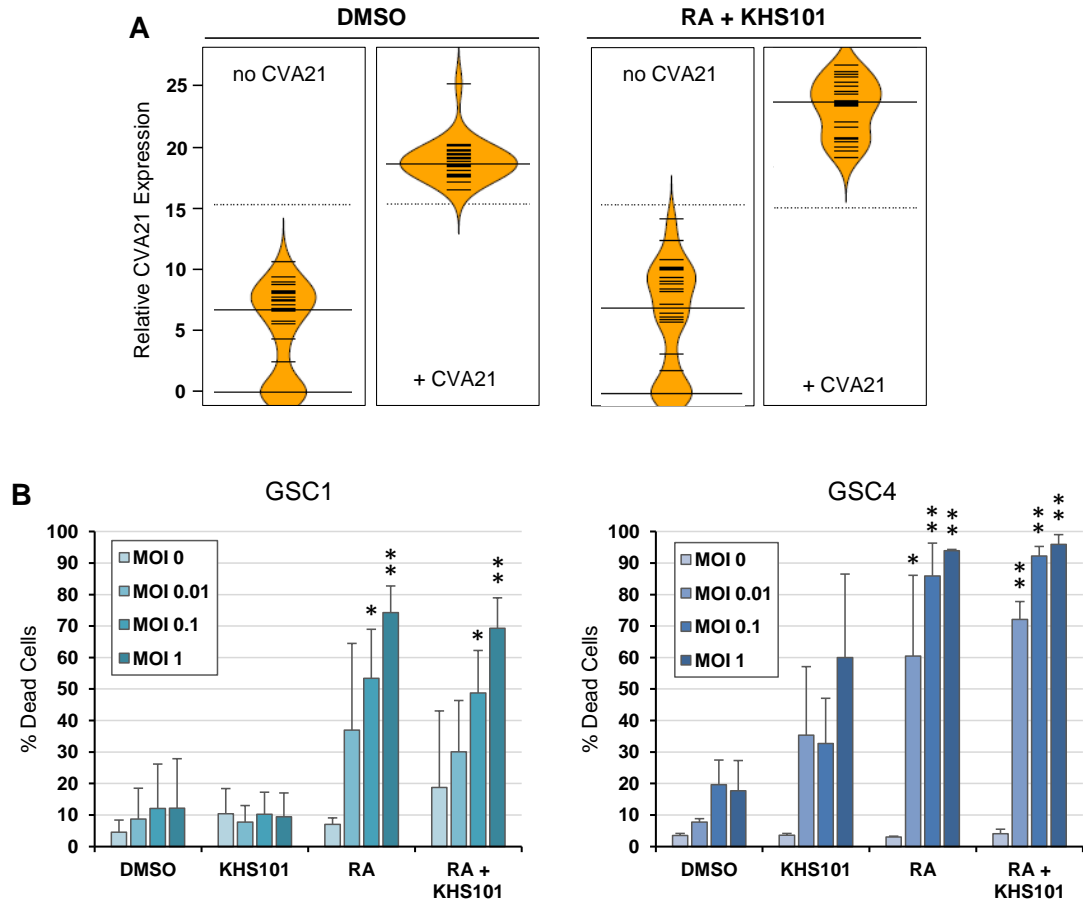 A
DMSO
RA + KHS101
Relative CVA21 Expression
25
20
15
10
5
0
no CVA21
+ CVA21
no CVA21
+ CVA21
B
GSC1
% Dead Cells
100
90
80
70
60
50
40
30
20
10
0
MOI 0
MOI 0.01
MOI 0.1
MOI 1
*
**
*
**
DMSO
KHS101
RA
RA +
KHS101
GSC4
% Dead Cells
100
90
80
70
60
50
40
30
20
10
0
MOI 0
MOI 0.01
MOI 0.1
MOI 1
*
**
**
**
**
**
DMSO
KHS101
RA
RA +
KHS101